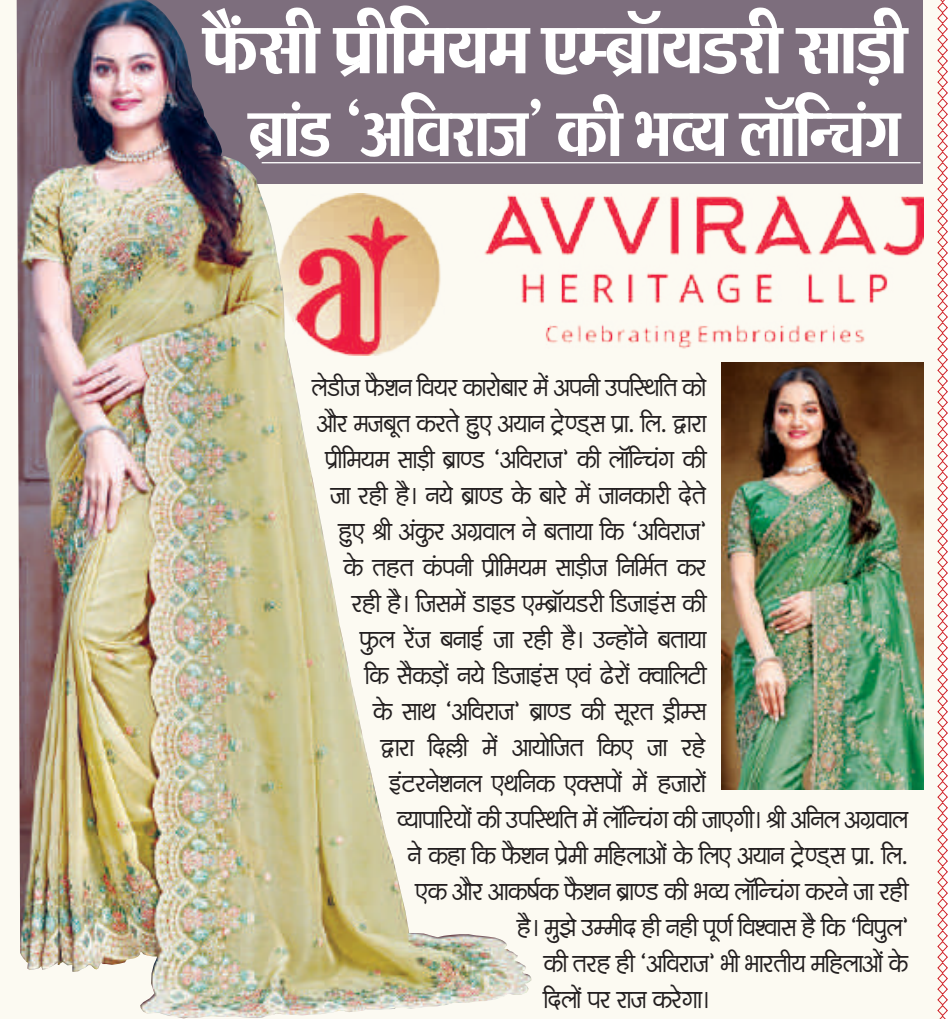 फैंसी प्रीमियम एम्ब्रॉयडरी साड़ी
ब्रांड 'अविराज' की भव्य लॉन्चिंग
AVVIRAAJ
HERITAGE LLP
Celebrating Embroideries
लेडीज फैशन वियर कारोबार में अपनी उपस्थिति को
और मजबूत करते हुए अयान ट्रेण्ड्स प्रा. लि. द्वारा
प्रीमियम साड़ी ब्राण्ड 'अविराज' की लॉन्चिंग की
जा रही है। नये ब्राण्ड के बारे में जानकारी देते
हुए श्री अंकुर अग्रवाल ने बताया कि 'अविराज'
के तहत कंपनी प्रीमियम साड़ीज निर्मित कर
रही है। जिसमें डाइड एम्ब्रॉयडरी डिजाइंस की
फुल रेंज बनाई जा रही है। उन्होंने बताया
कि सैकड़ों नये डिजाइंस एवं ढेरों क्वालिटी
के साथ 'अविराज' ब्राण्ड की सूरत ड्रीम्स
द्वारा दिल्ली में आयोजित किए जा रहे
इंटरनेशनल एथनिक एक्सपों में हजारों
व्यापारियों की उपस्थिति में लॉन्चिंग की जाएगी। श्री अनिल अग्रवाल
ने कहा कि फैशन प्रेमी महिलाओं के लिए अयान ट्रेण्ड्स प्रा. लि.
एक और आकर्षक फैशन ब्राण्ड की भव्य लॉन्चिंग करने जा रही
है। मुझे उम्मीद ही नही पूर्ण विश्वास है कि 'विपुल'
की तरह ही 'अविराज' भी भारतीय महिलाओं के
दिलों पर राज करेगा।